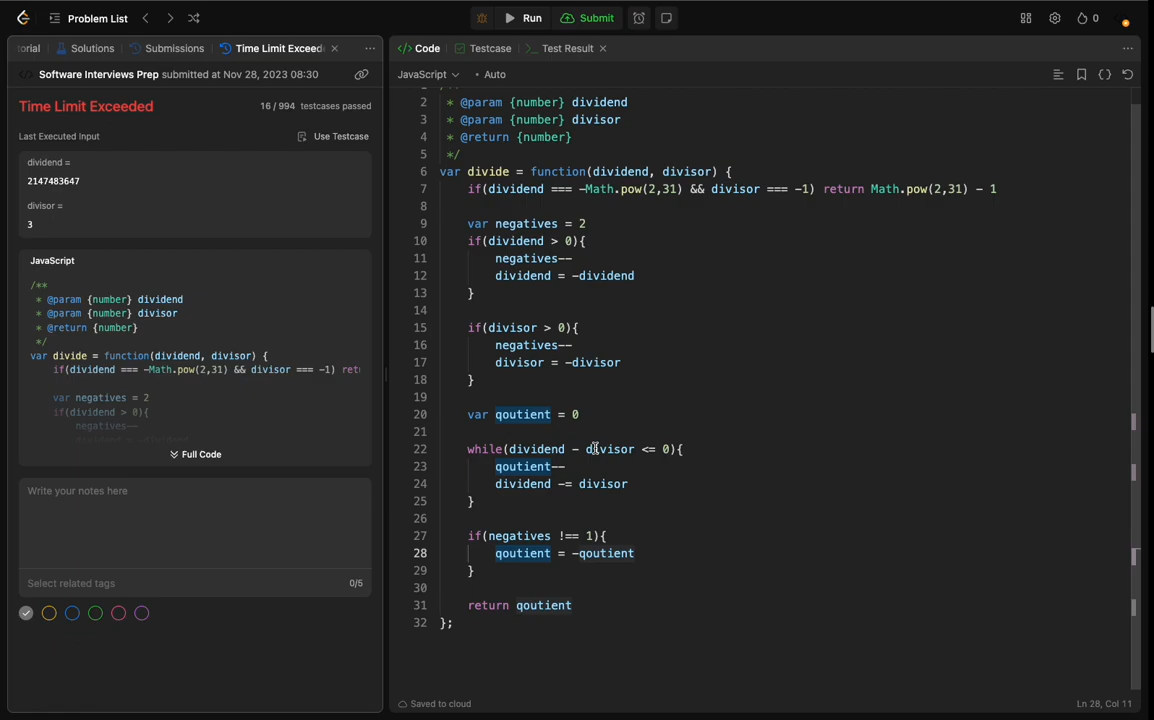 Problem List
Run
Submit
0
orial
Solutions
Submissions
Time Limit Exceed
Software Interviews Prep submitted at Nov 28, 2023 08:30
Time Limit Exceeded
16 / 994 testcases passed
Last Executed Input
Use Testcase
dividend =
2147483647
divisor =
3
JavaScript
/**
* @param {number} dividend
* @param {number} divisor
* @return {number}
*/
var divide = function(dividend, divisor) {
if(dividend === -Math.pow(2,31) && divisor === -1) ret
var negatives = 2
if(dividend > 0){
negatives--
Full Code
Write your notes here
Select related tags
0/5
Code
Testcase
Test Result
JavaScript
Auto
2 * @param {number} dividend
3 * @param {number} divisor
4 * @return {number}
5 */
6 var divide = function(dividend, divisor) {
7 if(dividend === -Math.pow(2,31) && divisor === -1) return Math.pow(2,31) - 1
8
9 var negatives = 2
10 if(dividend > 0){
11 negatives--
12 dividend = -dividend
13 }
14
15 if(divisor > 0){
16 negatives--
17 divisor = -divisor
18 }
19
20 var qoutient = 0
21
22 while(dividend - divisor <= 0){
23 qoutient--
24 dividend -= divisor
25 }
26
27 if(negatives !== 1){
28 qoutient = -qoutient
29 }
30
31 return qoutient
32 };
Saved to cloud
Ln 28, Col 11